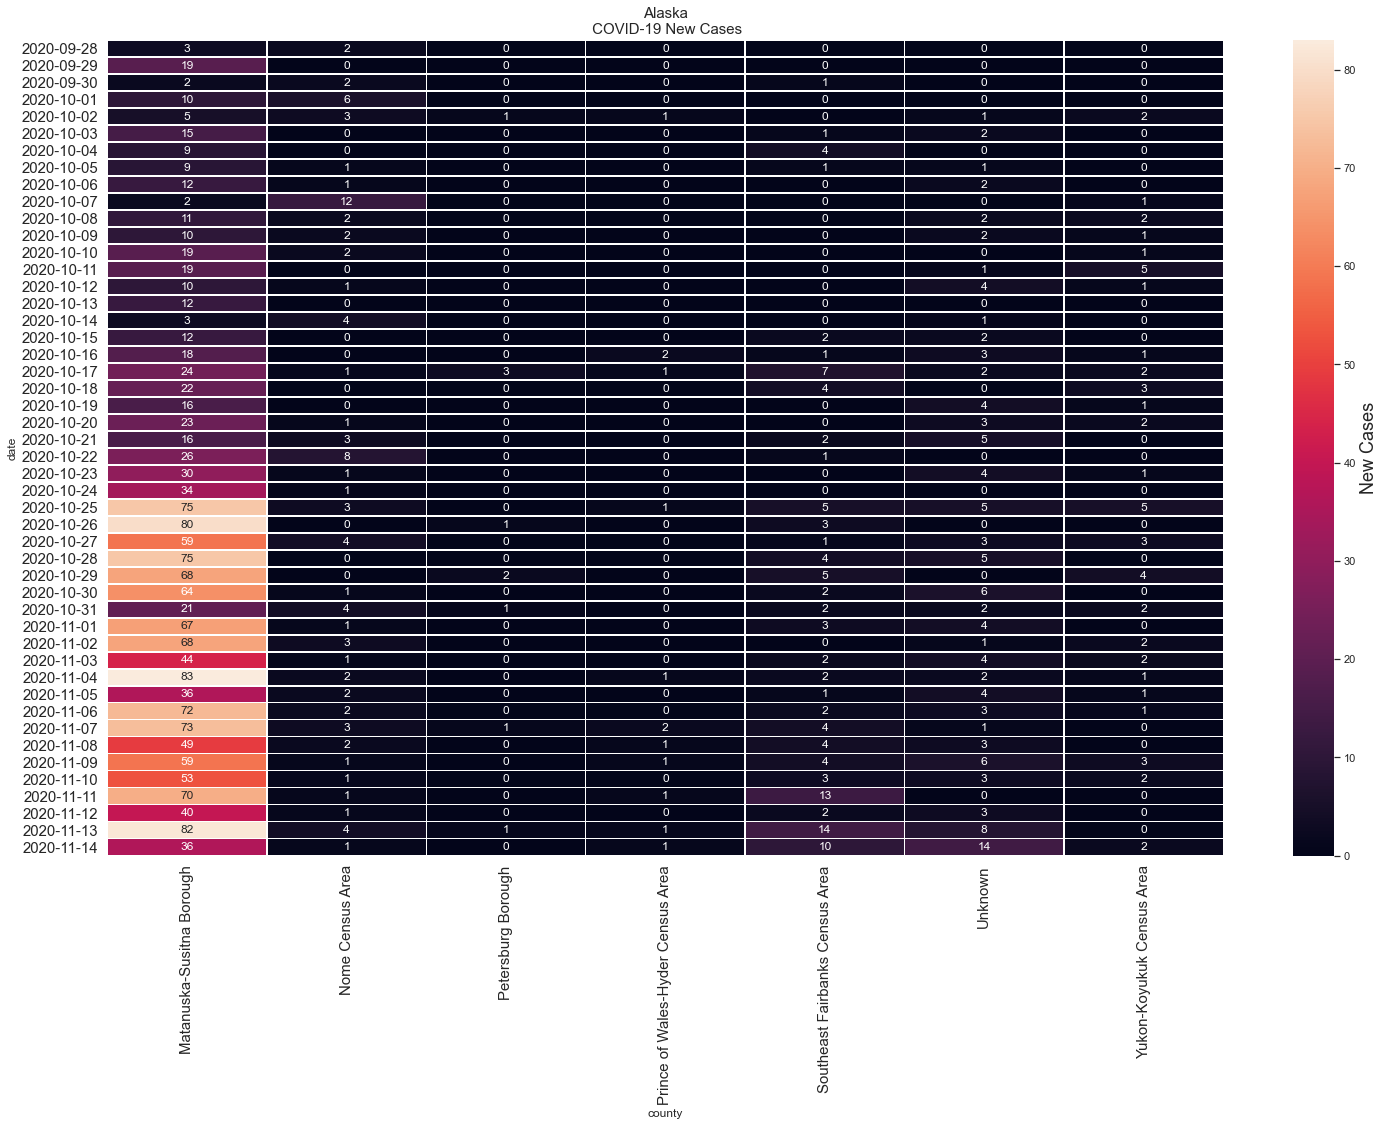 Alaska
COVID-19 New Cases
2020-09-28 3 2 0 0 0 0 0
2020-09-29 19 0 0 0 0 0 0
2020-09-30 2 2 0 0 1 0 0
2020-10-01 10 6 0 0 0 0 0
2020-10-02 5 3 1 1 0 1 2
2020-10-03 15 0 0 0 1 2 0
2020-10-04 9 0 0 0 4 0 0
2020-10-05 9 1 0 0 1 1 0
2020-10-06 12 1 0 0 0 2 0
2020-10-07 2 12 0 0 0 0 1
2020-10-08 11 2 0 0 0 2 2
2020-10-09 10 2 0 0 0 2 1
2020-10-10 19 2 0 0 0 0 1
2020-10-11 19 0 0 0 0 1 5
2020-10-12 10 1 0 0 0 4 1
2020-10-13 12 0 0 0 0 0 0
2020-10-14 3 4 0 0 0 1 0
2020-10-15 12 0 0 0 2 2 0
2020-10-16 18 0 0 2 1 3 1
2020-10-17 24 1 3 1 7 2 2
2020-10-18 22 0 0 0 4 0 3
2020-10-19 16 0 0 0 0 4 1
2020-10-20 23 1 0 0 0 3 2
2020-10-21 16 3 0 0 2 5 0
2020-10-22 26 8 0 0 1 0 0
2020-10-23 30 1 0 0 0 4 1
2020-10-24 34 1 0 0 0 0 0
2020-10-25 75 3 0 1 5 5 5
2020-10-26 80 0 1 0 3 0 0
2020-10-27 59 4 0 0 1 3 3
2020-10-28 75 0 0 0 4 5 0
2020-10-29 68 0 2 0 5 0 4
2020-10-30 64 1 0 0 2 6 0
2020-10-31 21 4 1 0 2 2 2
2020-11-01 67 1 0 0 3 4 0
2020-11-02 68 3 0 0 0 1 2
2020-11-03 44 1 0 0 2 4 2
2020-11-04 83 2 0 1 2 2 1
2020-11-05 36 2 0 0 1 4 1
2020-11-06 72 2 0 0 2 3 1
2020-11-07 73 3 1 2 4 1 0
2020-11-08 49 2 0 1 4 3 0
2020-11-09 59 1 0 1 4 6 3
2020-11-10 53 1 0 0 3 3 2
2020-11-11 70 1 0 1 13 0 0
2020-11-12 40 1 0 0 2 3 0
2020-11-13 82 4 1 1 14 8 0
2020-11-14 36 1 0 1 10 14 2
date
Matanuska-Susitna Borough
Nome Census Area
Petersburg Borough
Prince of Wales-Hyder Census Area
Southeast Fairbanks Census Area
Unknown
Yukon-Koyukuk Census Area
county
80
70
60
50
40
30
20
10
0
New Cases